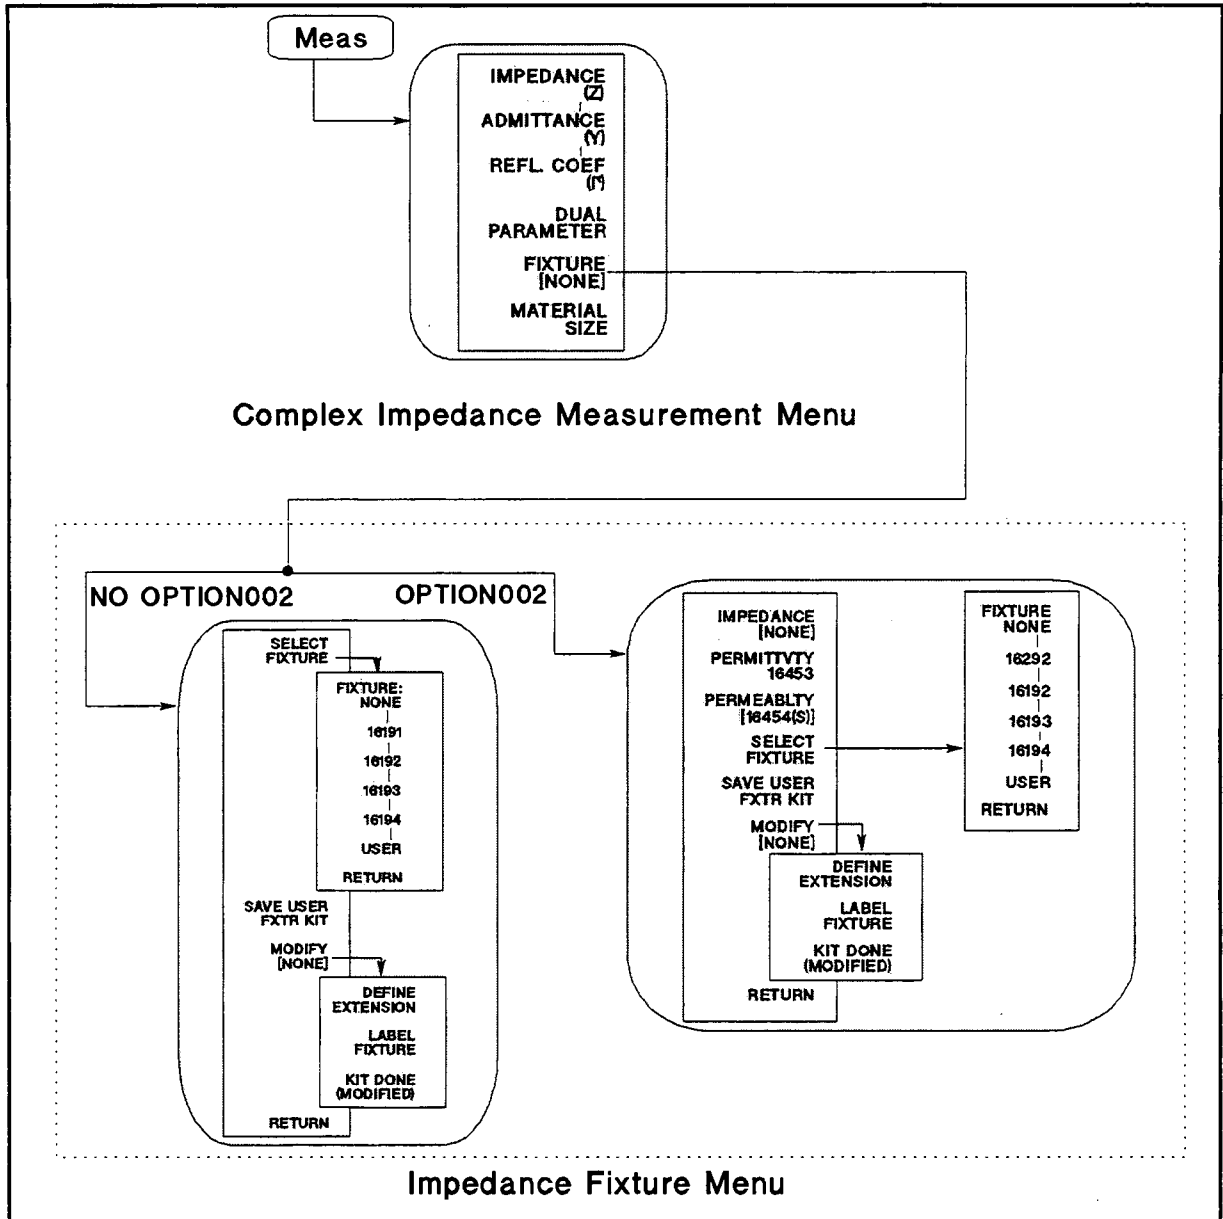 Meas
IMPEDANCE
(Z)
ADMITTANCE
(Y)
REFL. COEF
(Γ)
DUAL
PARAMETER
FIXTURE
[NONE]
MATERIAL
SIZE
Complex Impedance Measurement Menu
NO OPTION002
SELECT
FIXTURE
FIXTURE:
NONE
16191
16192
16193
16194
USER
RETURN
SAVE USER
FXTR KIT
MODIFY
[NONE]
DEFINE
EXTENSION
LABEL
FIXTURE
KIT DONE
(MODIFIED)
RETURN
OPTION002
IMPEDANCE
[NONE]
PERMITTVTY
16453
PERMEABLTY
[16454(S)]
SELECT
FIXTURE
SAVE USER
FXTR KIT
MODIFY
[NONE]
DEFINE
EXTENSION
LABEL
FIXTURE
KIT DONE
(MODIFIED)
RETURN
FIXTURE
NONE
16292
16192
16193
16194
USER
RETURN
Impedance Fixture Menu